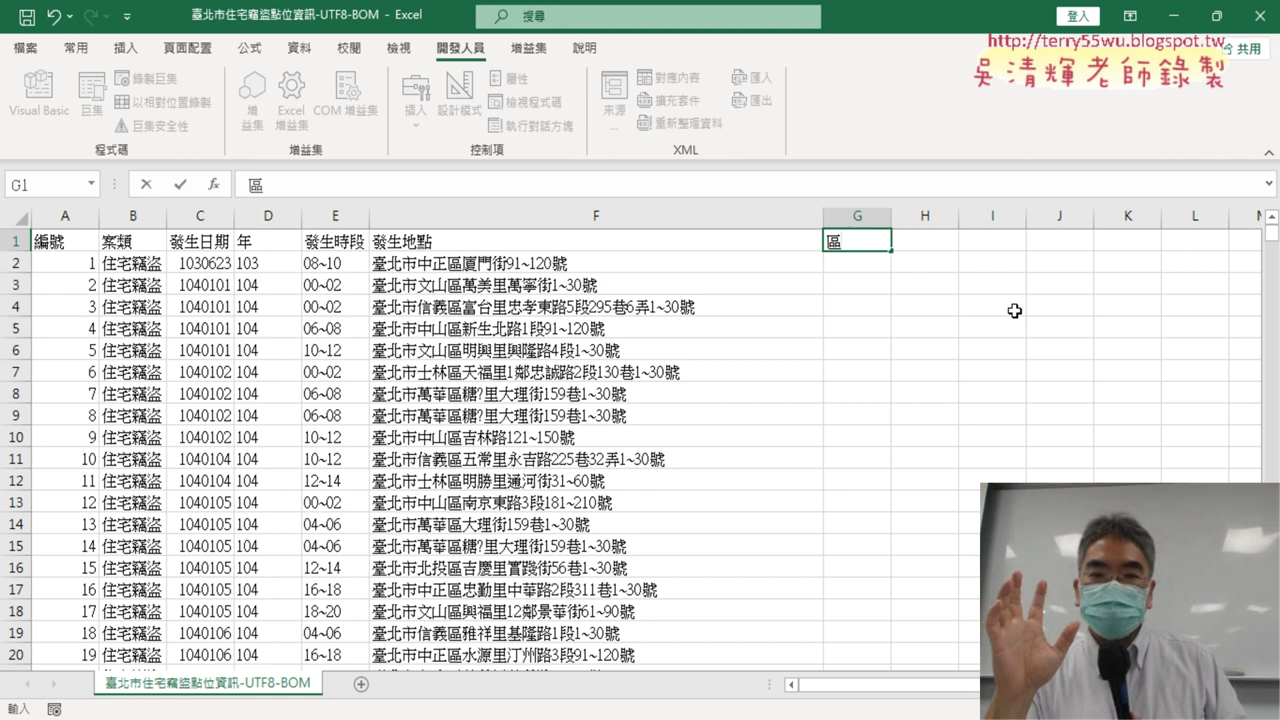 臺北市住宅竊盜點位資訊-UTF8-BOM - Excel
搜尋
登入
檔案 常用 插入 頁面配置 公式 資料 校閱 檢視 開發人員 增益集 說明
共用
http://terry55wu.blogspot.tw
吳清輝老師錄製
Visual Basic 巨集 錄製巨集 以相對位置錄製 巨集安全性
程式碼
增益集 Excel 增益集 COM 增益集
增益集
插入 設計模式 屬性 檢視程式碼 執行對話方塊
控制項
來源 ... 對應內容 擴充套件 重新整理資料 匯入 匯出
XML
G1 fx 區
A B C D E F G H I J K L M
1 編號 案類 發生日期 年 發生時段 發生地點 區
2 1 住宅竊盜 1030623 103 08~10 臺北市中正區廈門街91~120號
3 2 住宅竊盜 1040101 104 00~02 臺北市文山區萬美里萬寧街1~30號
4 3 住宅竊盜 1040101 104 00~02 臺北市信義區富台里忠孝東路5段295巷6弄1~30號
5 4 住宅竊盜 1040101 104 06~08 臺北市中山區新生北路1段91~120號
6 5 住宅竊盜 1040101 104 10~12 臺北市文山區明興里興隆路4段1~30號
7 6 住宅竊盜 1040102 104 00~02 臺北市士林區天福里1鄰忠誠路2段130巷1~30號
8 7 住宅竊盜 1040102 104 06~08 臺北市萬華區糖?里大理街159巷1~30號
9 8 住宅竊盜 1040102 104 06~08 臺北市萬華區糖?里大理街159巷1~30號
10 9 住宅竊盜 1040102 104 10~12 臺北市中山區吉林路121~150號
11 10 住宅竊盜 1040104 104 10~12 臺北市信義區五常里永吉路225巷32弄1~30號
12 11 住宅竊盜 1040104 104 12~14 臺北市士林區明勝里通河街31~60號
13 12 住宅竊盜 1040105 104 00~02 臺北市中山區南京東路3段181~210號
14 13 住宅竊盜 1040105 104 04~06 臺北市萬華區大理街159巷1~30號
15 14 住宅竊盜 1040105 104 04~06 臺北市萬華區糖?里大理街159巷1~30號
16 15 住宅竊盜 1040105 104 12~14 臺北市北投區吉慶里實踐街56巷1~30號
17 16 住宅竊盜 1040105 104 16~18 臺北市中正區忠勤里中華路2段311巷1~30號
18 17 住宅竊盜 1040105 104 18~20 臺北市文山區興福里12鄰景華街61~90號
19 18 住宅竊盜 1040106 104 04~06 臺北市信義區雅祥里基隆路1段1~30號
20 19 住宅竊盜 1040106 104 16~18 臺北市中正區水源里汀州路3段91~120號
臺北市住宅竊盜點位資訊-UTF8-BOM
輸入